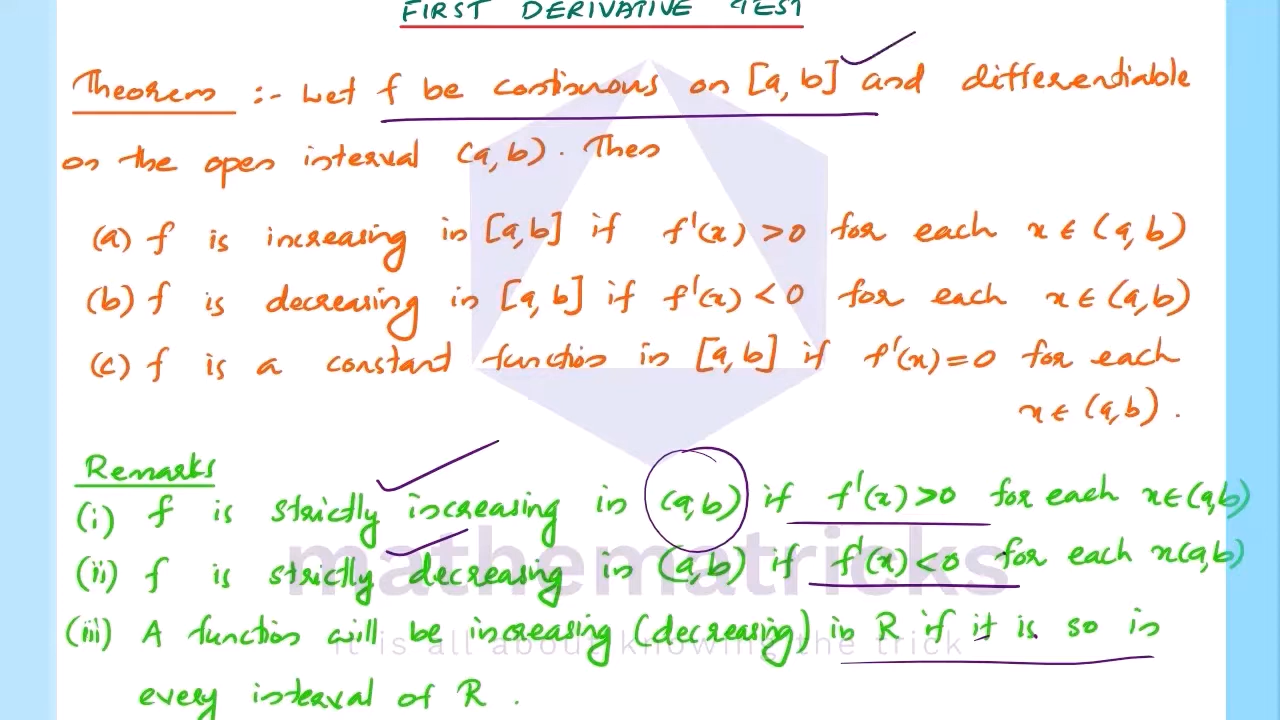 FIRST DERIVATIVE TEST
Theorem :- Let f be continuous on [a, b] and differentiable
on the open interval (a, b). Then
(a) f is increasing in [a, b] if f'(x) > 0 for each x ∈ (a, b)
(b) f is decreasing in [a, b] if f'(x) < 0 for each x ∈ (a, b)
(c) f is a constant function in [a, b] if f'(x) = 0 for each
x ∈ (a, b).
Remarks
(i) f is strictly increasing in (a, b) if f'(x) > 0 for each x ∈ (a, b)
mathematricks
(ii) f is strictly decreasing in (a, b) if f'(x) < 0 for each x(a, b)
(iii) A function will be increasing (decreasing) in R if it is so in
it is all about knowing the trick
every interval of R.